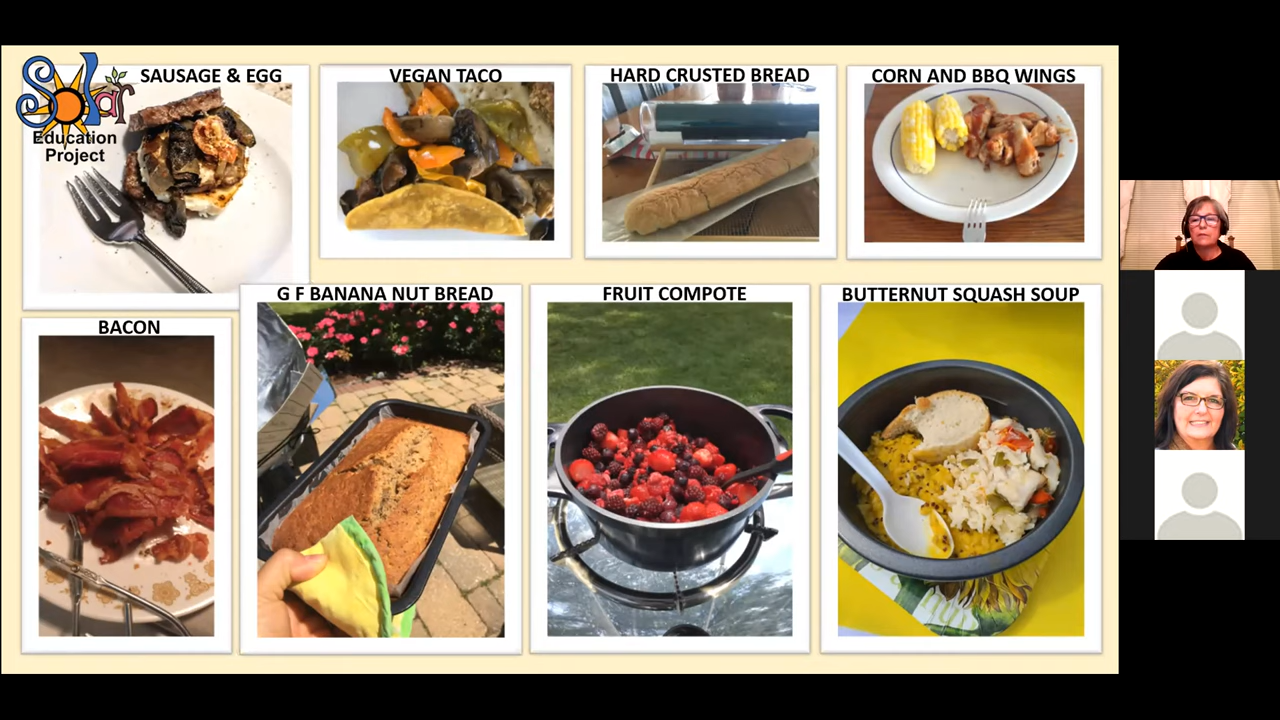 Solar
Education
Project
SAUSAGE & EGG
VEGAN TACO
HARD CRUSTED BREAD
CORN AND BBQ WINGS
BACON
G F BANANA NUT BREAD
FRUIT COMPOTE
BUTTERNUT SQUASH SOUP